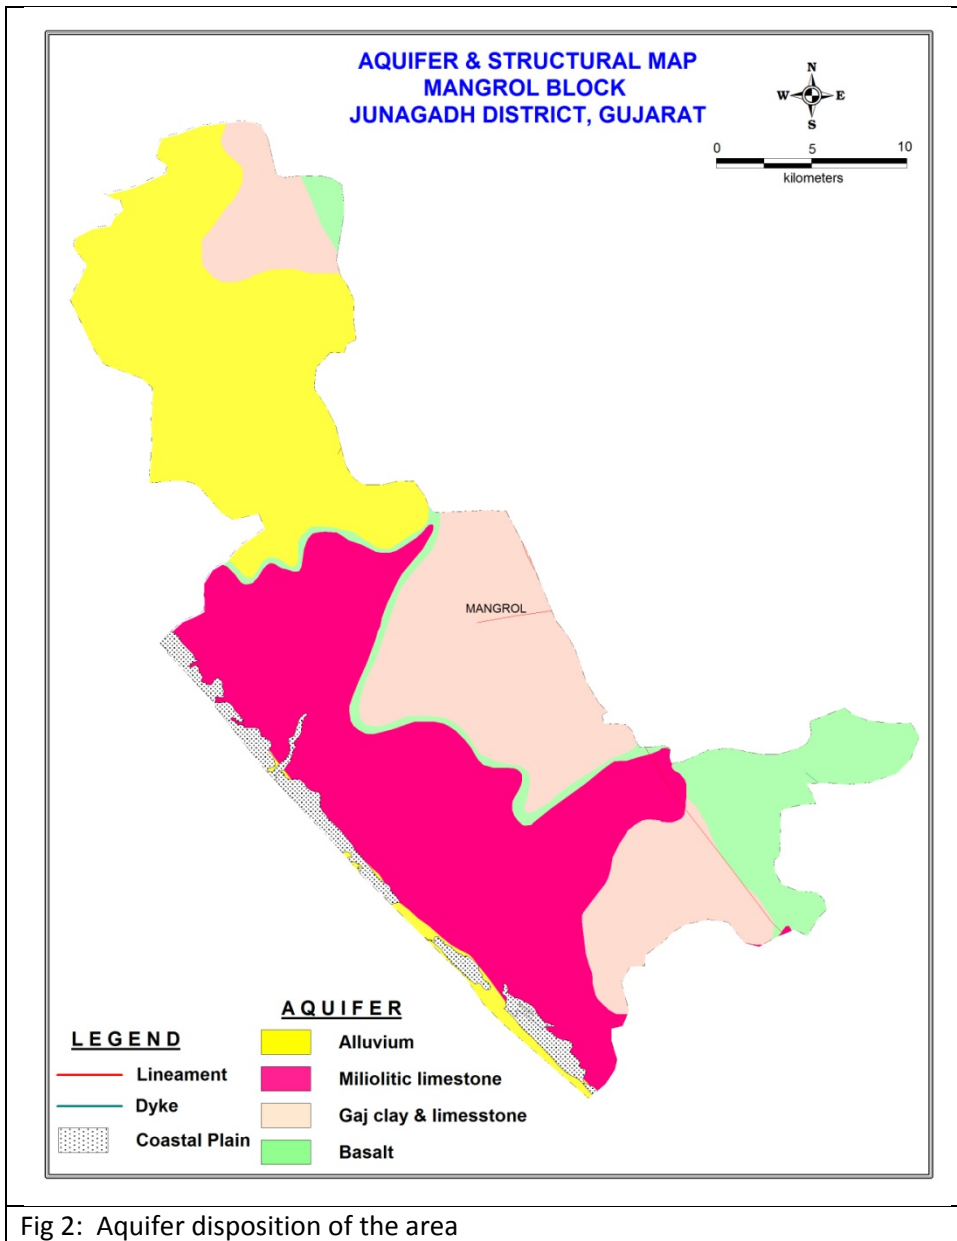 AQUIFER & STRUCTURAL MAP
MANGROL BLOCK
JUNAGADH DISTRICT, GUJARAT
N
W E
S
0 5 10
kilometers
MANGROL
LEGEND
Lineament
Dyke
Coastal Plain
AQUIFER
Alluvium
Miliolitic limestone
Gaj clay & limesstone
Basalt
Fig 2: Aquifer disposition of the area